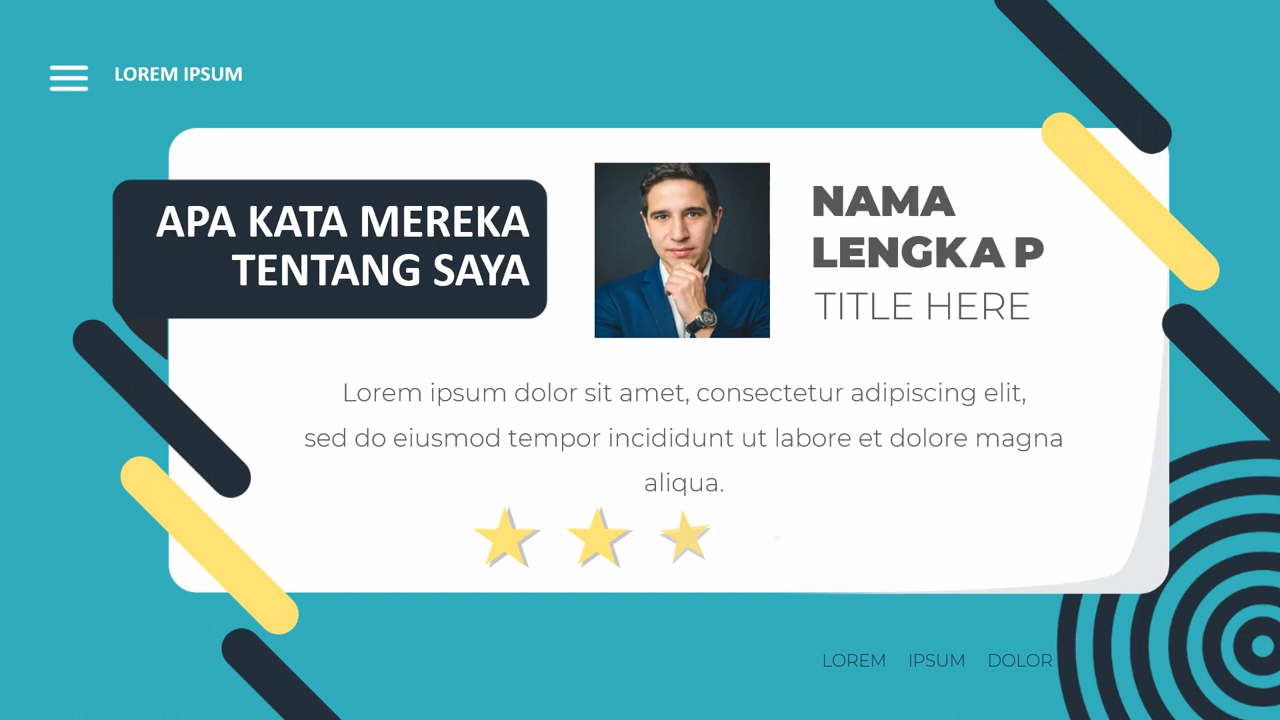 LOREM IPSUM
APA KATA MEREKA
TENTANG SAYA
NAMA
LENGKA P
TITLE HERE
Lorem ipsum dolor sit amet, consectetur adipiscing elit,
sed do eiusmod tempor incididunt ut labore et dolore magna
aliqua.
LOREM IPSUM DOLOR